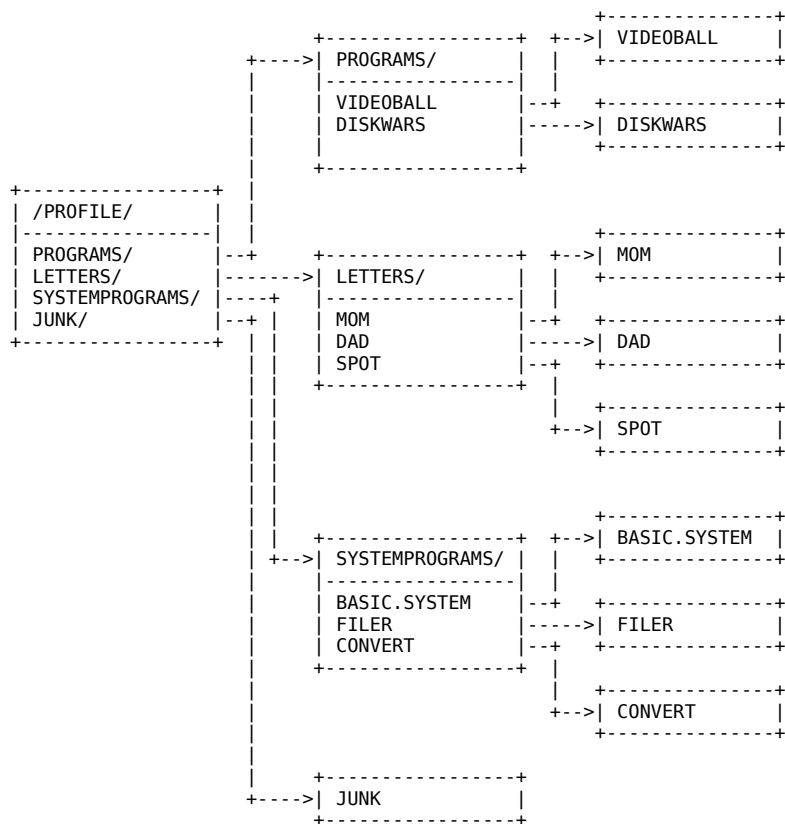 /PROFILE/
PROGRAMS/
LETTERS/
SYSTEMPROGRAMS/
JUNK/
PROGRAMS/
VIDEOBALL
DISKWARS
VIDEOBALL
DISKWARS
LETTERS/
MOM
DAD
SPOT
MOM
DAD
SPOT
SYSTEMPROGRAMS/
BASIC.SYSTEM
FILER
CONVERT
BASIC.SYSTEM
FILER
CONVERT
JUNK